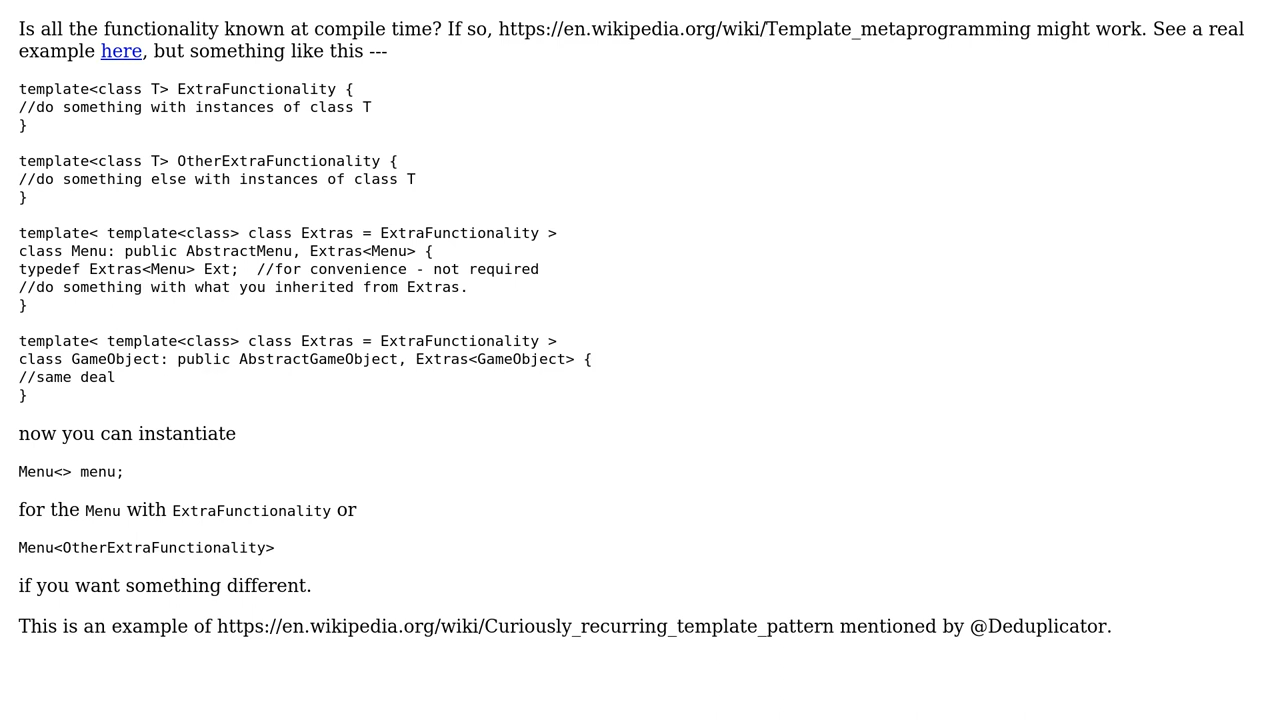 Is all the functionality known at compile time? If so, https://en.wikipedia.org/wiki/Template_metaprogramming might work. See a real
example here, but something like this ---
template<class T> ExtraFunctionality {
//do something with instances of class T
}
template<class T> OtherExtraFunctionality {
//do something else with instances of class T
}
template< template<class> class Extras = ExtraFunctionality >
class Menu: public AbstractMenu, Extras<Menu> {
typedef Extras<Menu> Ext;  //for convenience - not required
//do something with what you inherited from Extras.
}
template< template<class> class Extras = ExtraFunctionality >
class GameObject: public AbstractGameObject, Extras<GameObject> {
//same deal
}
now you can instantiate
Menu<> menu;
for the Menu with ExtraFunctionality or
Menu<OtherExtraFunctionality>
if you want something different.
This is an example of https://en.wikipedia.org/wiki/Curiously_recurring_template_pattern mentioned by @Deduplicator.